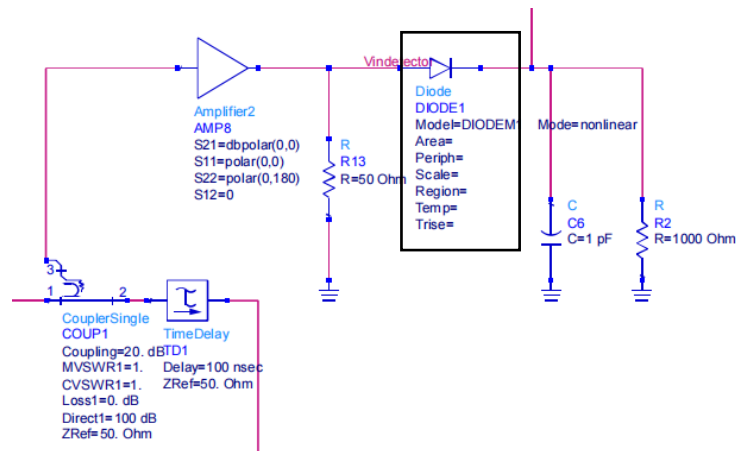 Vindetector
Amplifier2
AMP8
S21=dbpolar(0,0)
S11=polar(0,0)
S22=polar(0,180)
S12=0
R
R13
R=50 Ohm
Diode
DIODE1
Model=DIODEM1 Mode=nonlinear
Area=
Periph=
Scale=
Region=
Temp=
Trise=
C
C6
C=1 pF
R
R2
R=1000 Ohm
3
1
2
CouplerSingle
COUP1
Coupling=20. dB
MVSWR1=1.
CVSWR1=1.
Loss1=0. dB
Direct1=100 dB
ZRef=50. Ohm
TimeDelay
TD1
Delay=100 nsec
ZRef=50. Ohm